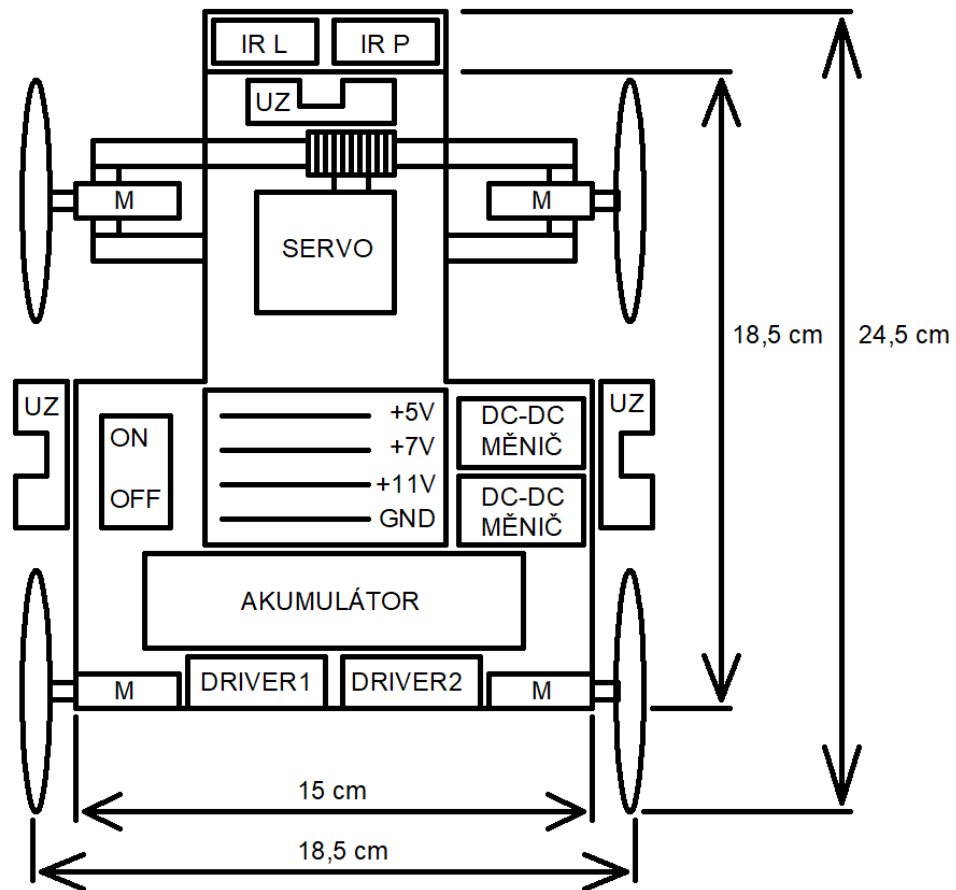 IR L
IR P
UZ
M
M
SERVO
18,5 cm
24,5 cm
UZ
ON
OFF
+5V
+7V
+11V
GND
DC-DC
MĚNIČ
DC-DC
MĚNIČ
UZ
AKUMULÁTOR
M
DRIVER1
DRIVER2
M
15 cm
18,5 cm